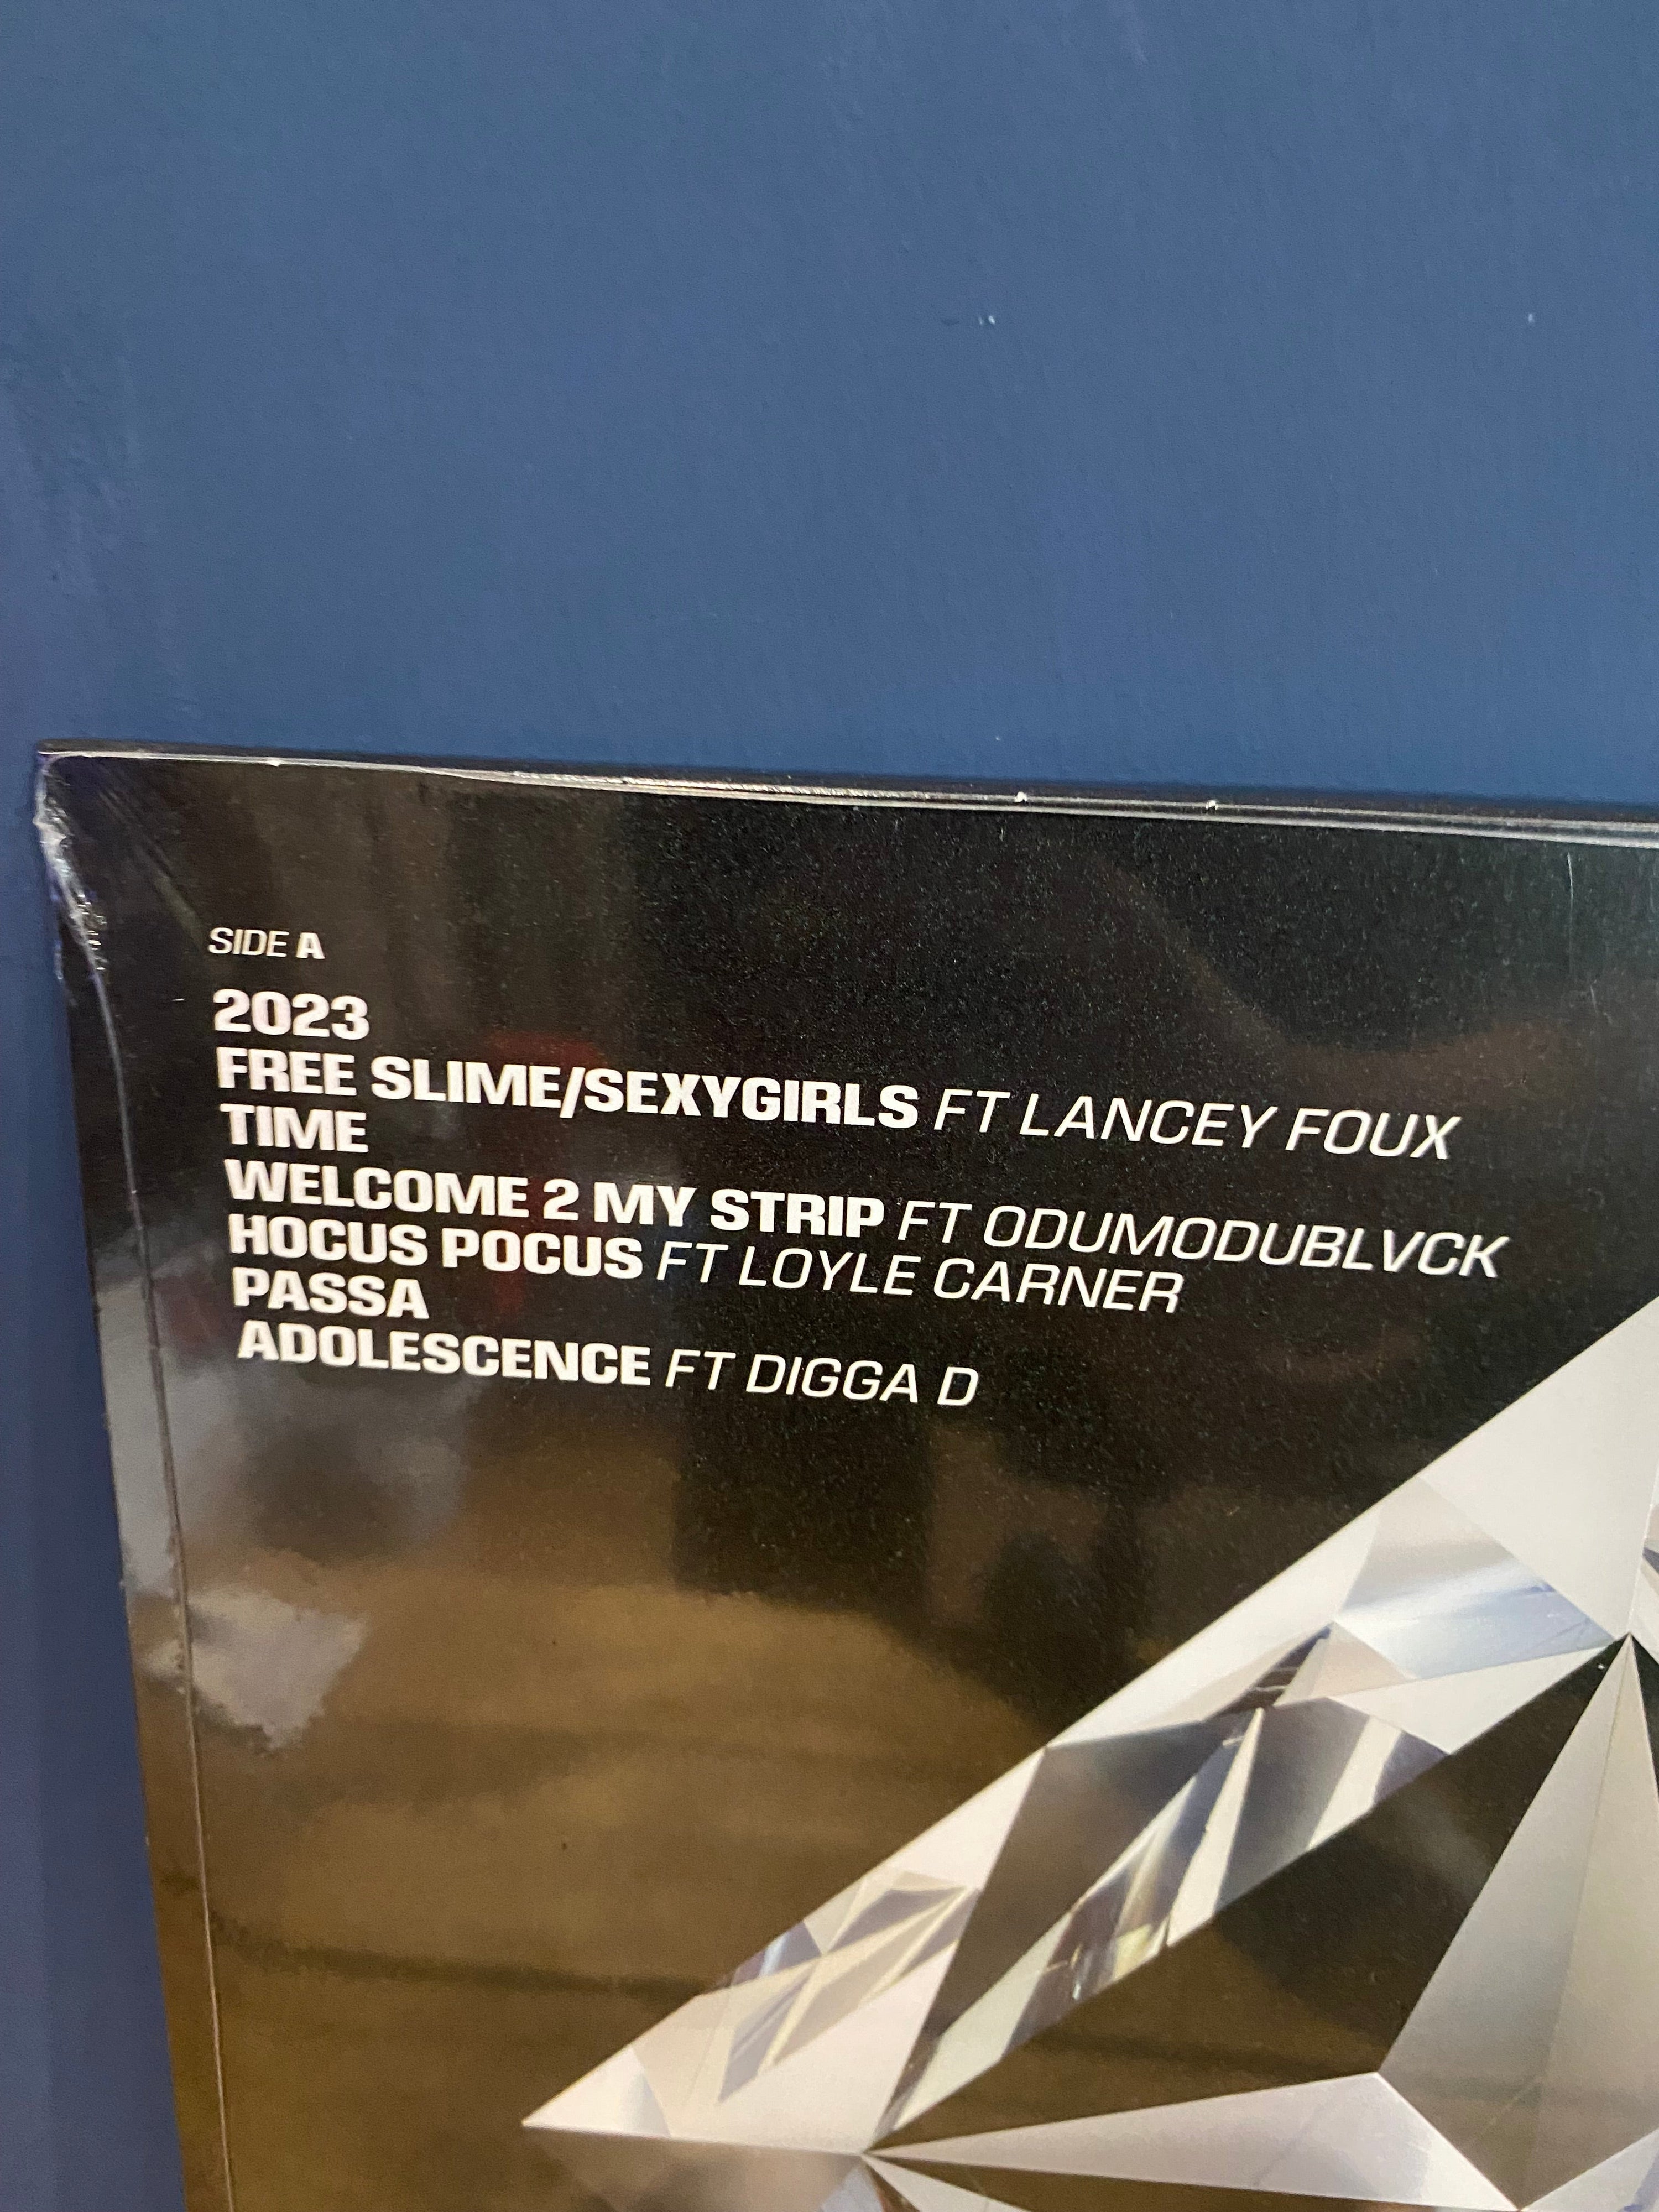 SIDE A
2023
FREE SLIME/SEXYGIRLS FT LANCEY FOUX
TIME
WELCOME 2 MY STRIP FT ODUMODUBLVCK
HOCUS POCUS FT LOYLE CARNER
PASSA
ADOLESCENCE FT DIGGA D